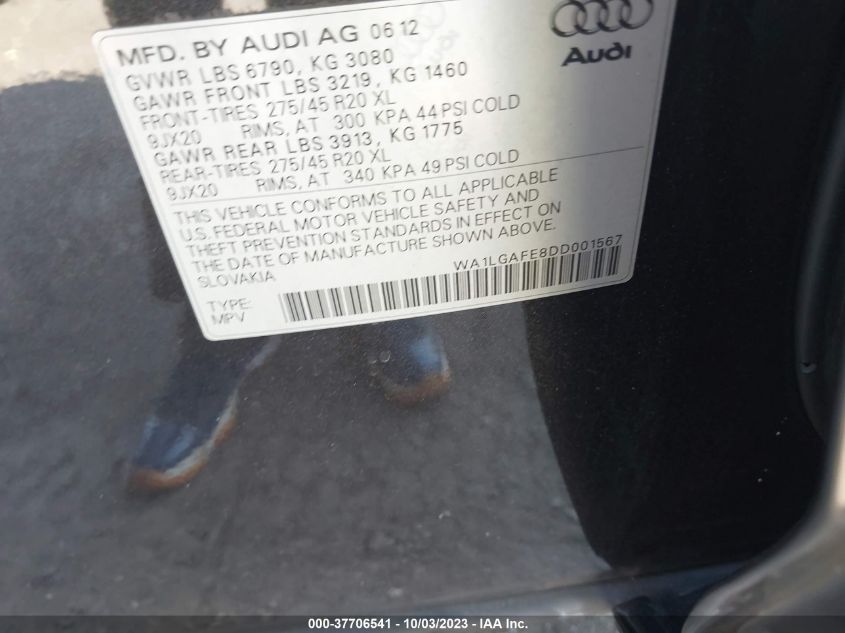 MFD. BY AUDI AG 06 12
Audi
GVWR LBS 6790, KG 3080
GAWR FRONT LBS 3219, KG 1460
FRONT-TIRES 275/45 R20 XL
9JX20 RIMS, AT 300 KPA 44 PSI COLD
GAWR REAR LBS 3913, KG 1775
REAR-TIRES 275/45 R20 XL
9JX20 RIMS, AT 340 KPA 49 PSI COLD
THIS VEHICLE CONFORMS TO ALL APPLICABLE
U.S. FEDERAL MOTOR VEHICLE SAFETY AND
THEFT PREVENTION STANDARDS IN EFFECT ON
THE DATE OF MANUFACTURE SHOWN ABOVE.
SLOVAKIA
WA1LGAFE8DD001567
TYPE:
MPV
000-37706541 - 10/03/2023 - IAA Inc.